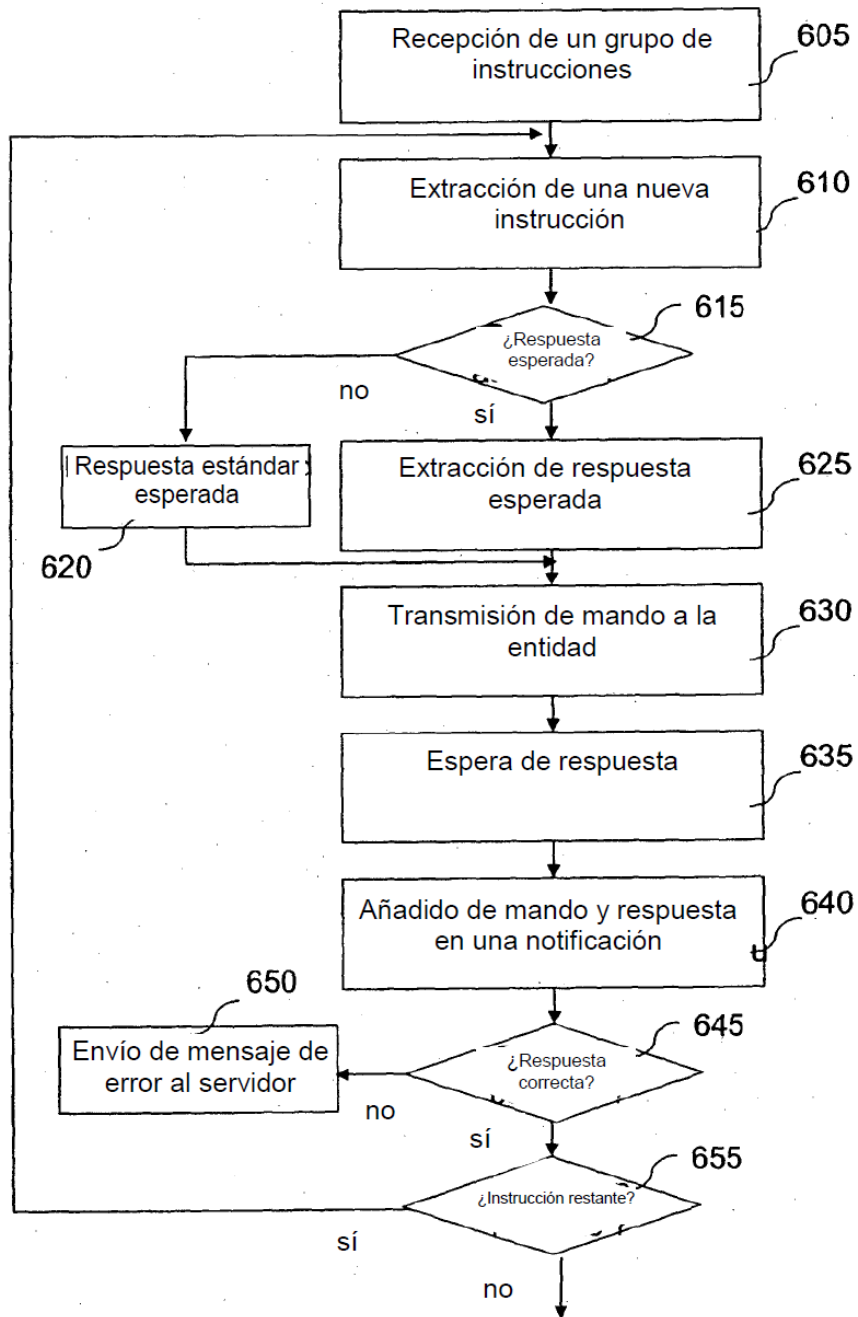 Recepción de un grupo de
instrucciones
605
Extracción de una nueva
instrucción
610
¿Respuesta
esperada?
615
no
sí
Respuesta estándar
esperada
620
Extracción de respuesta
esperada
625
Transmisión de mando a la
entidad
630
Espera de respuesta
635
Añadido de mando y respuesta
en una notificación
640
650
Envío de mensaje de
error al servidor
¿Respuesta
correcta?
645
no
sí
¿Instrucción restante?
655
sí
no